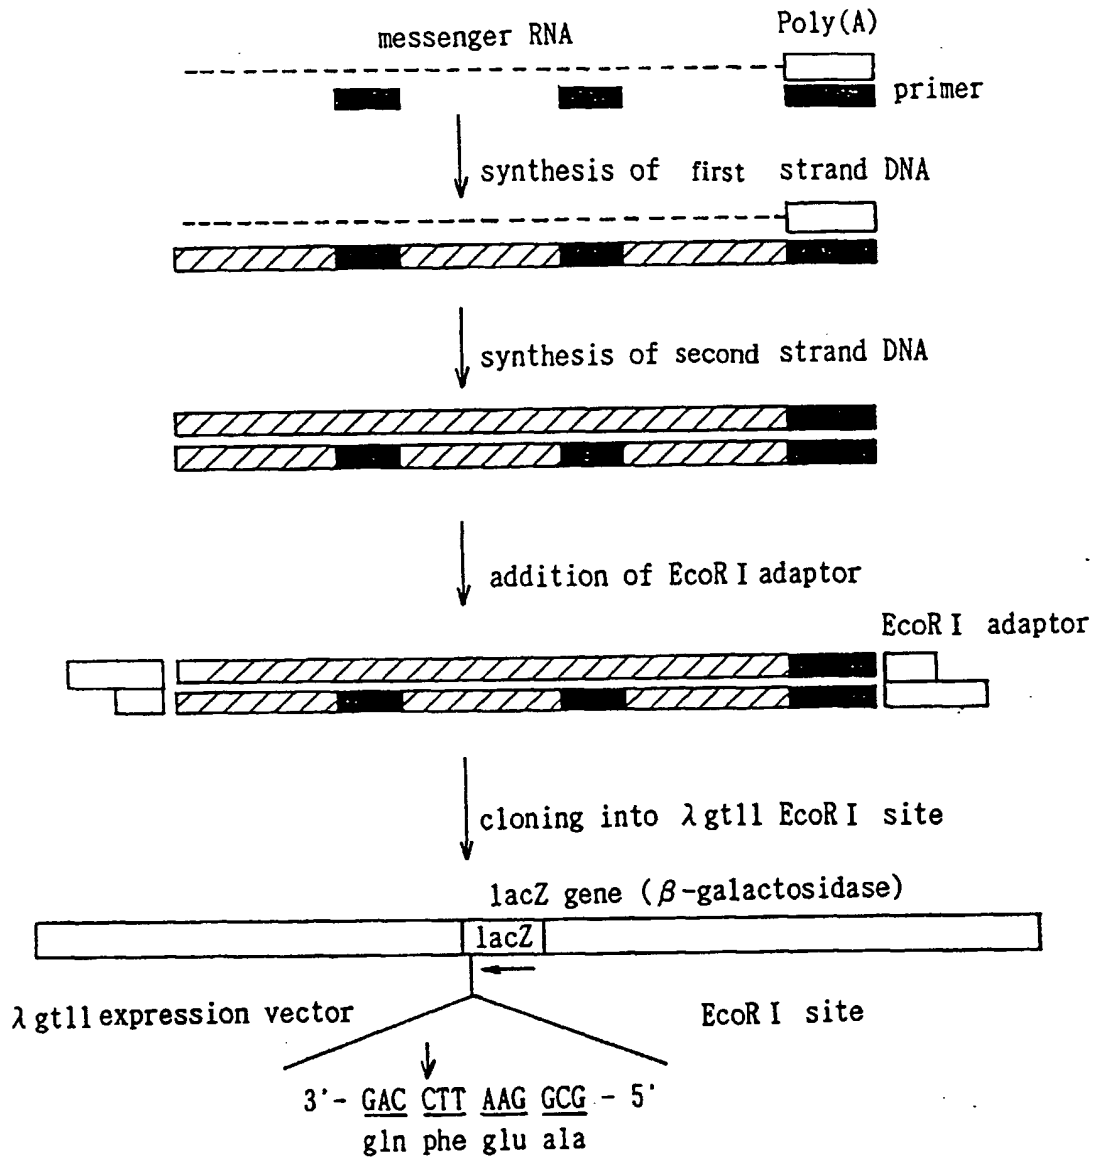 Poly(A)
messenger RNA
primer
synthesis of first strand DNA
synthesis of second strand DNA
addition of EcoR I adaptor
EcoR I adaptor
cloning into λgt11 EcoR I site
lacZ gene (β-galactosidase)
lacZ
λgt11 expression vector
EcoR I site
3'- GAC CTT AAG GCG - 5'
gln phe glu ala